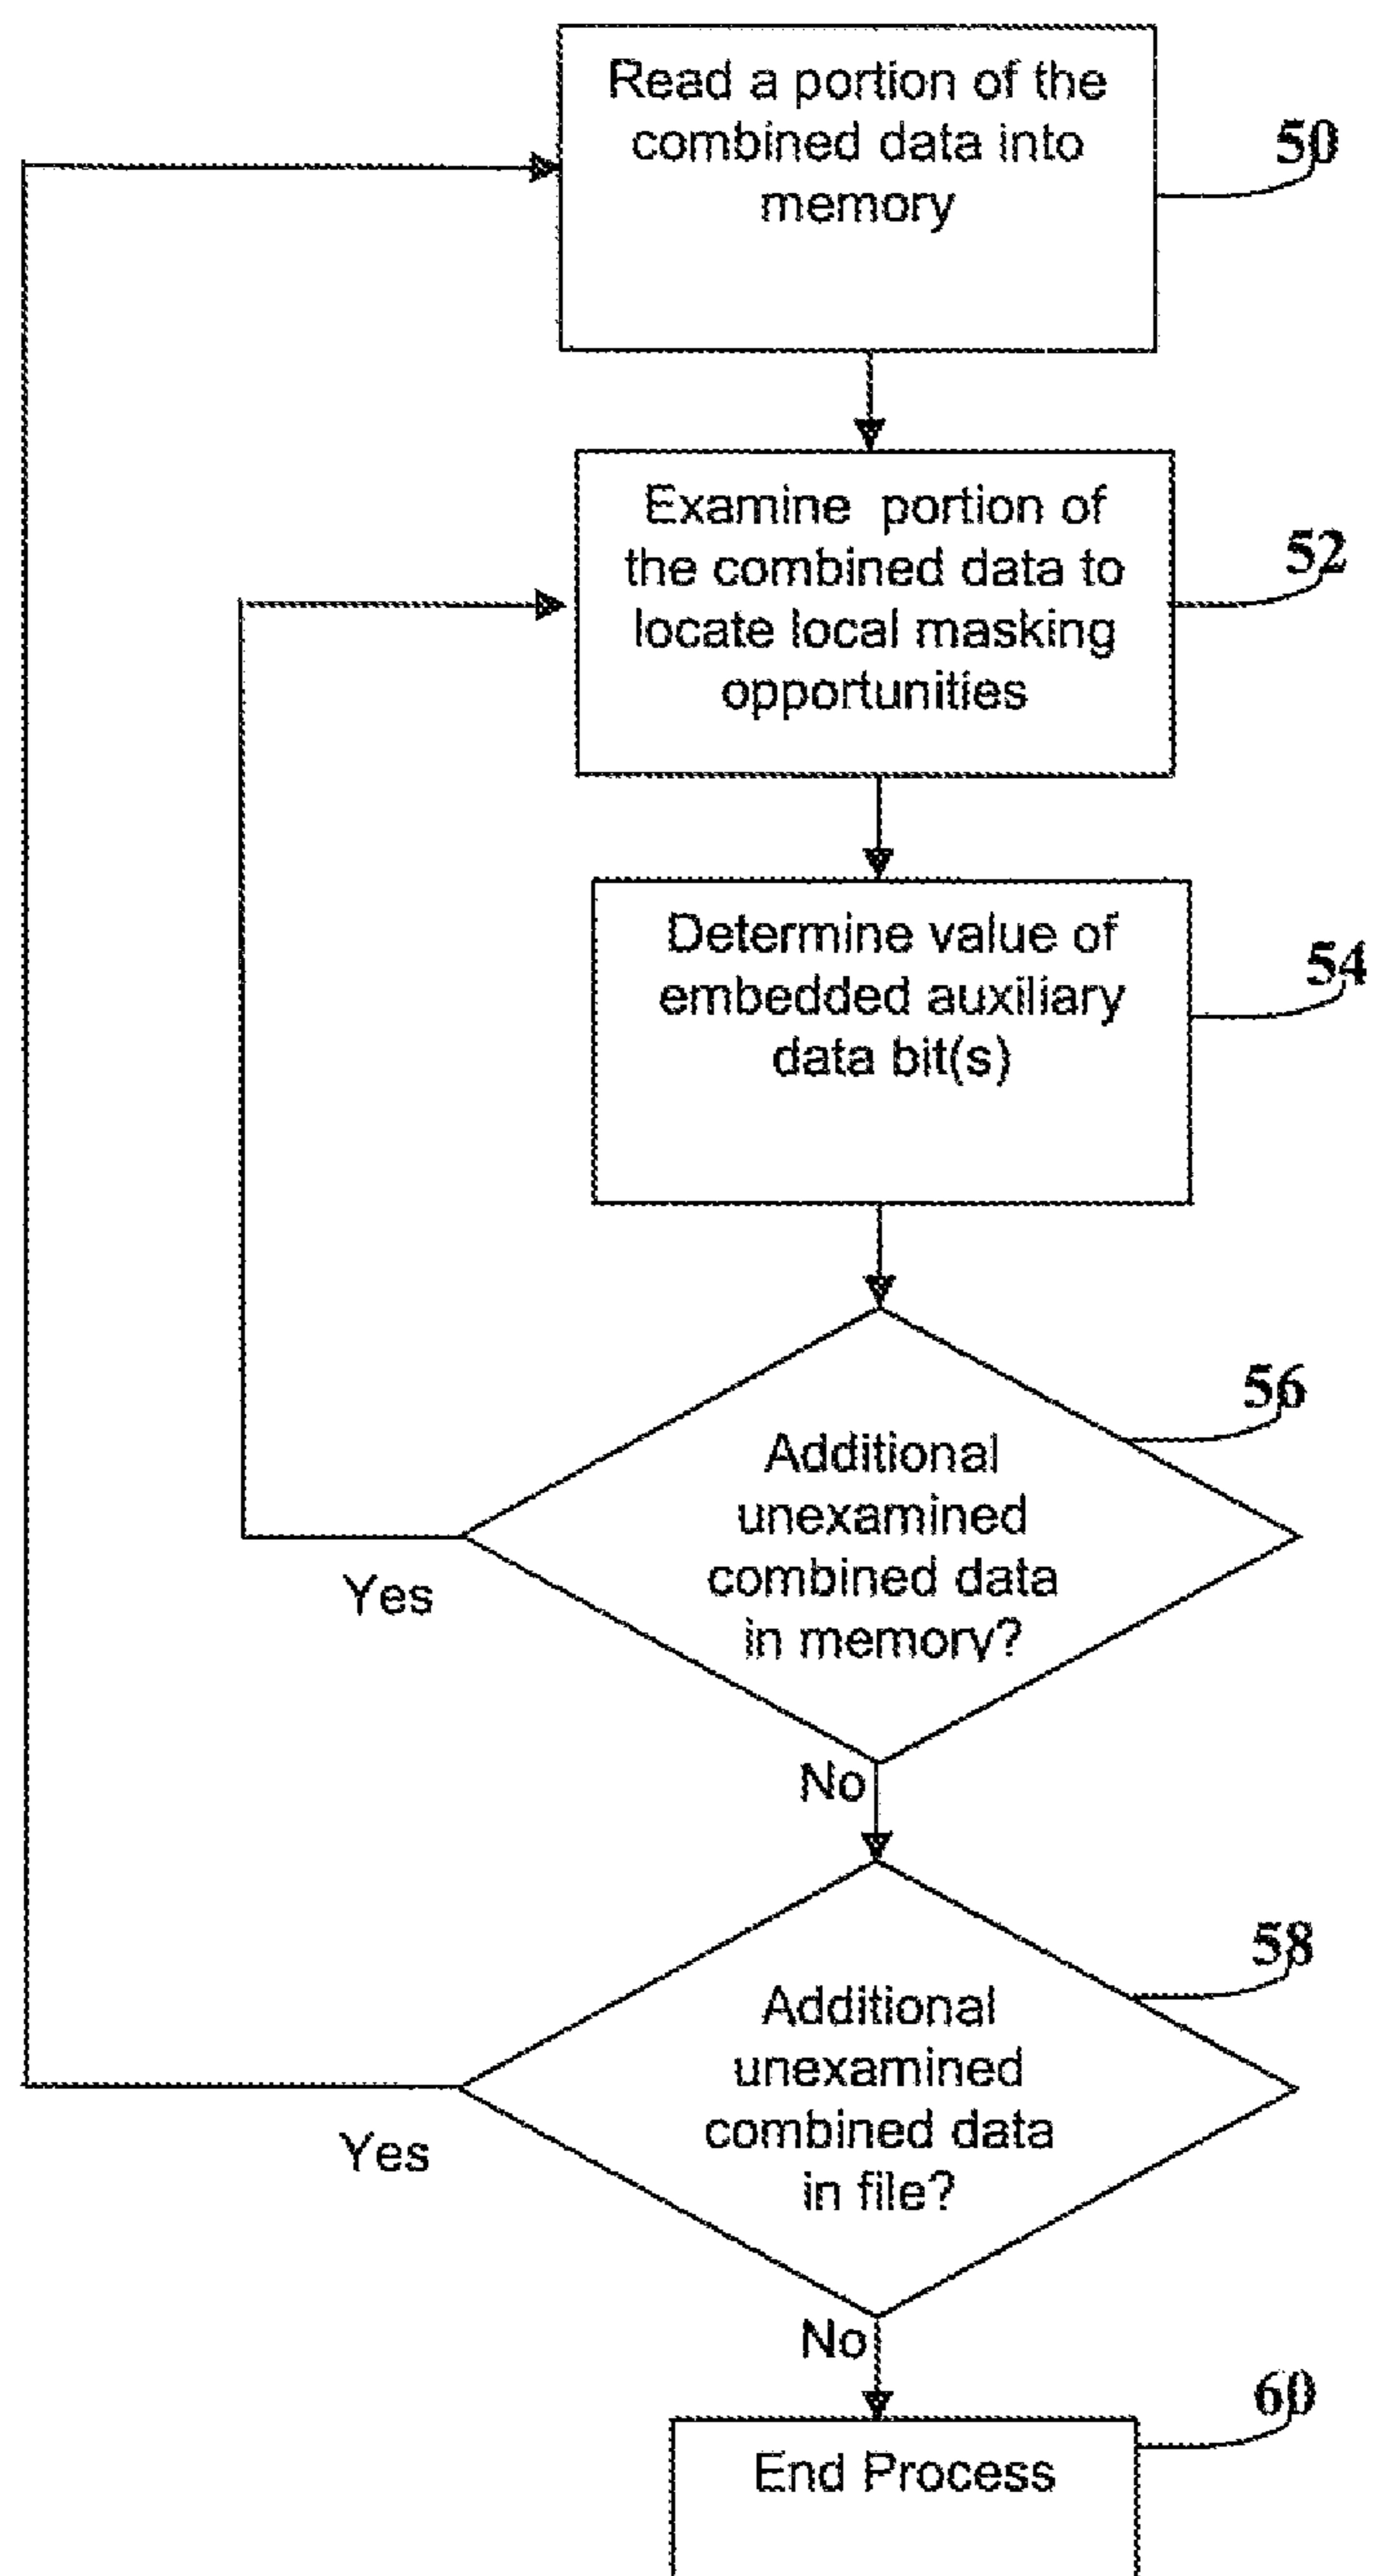 Read a portion of the
combined data into
memory
50
Examine portion of
the combined data to
locate local masking
opportunities
52
Determine value of
embedded auxiliary
data bit(s)
54
56
Additional
unexamined
combined data
in memory?
Yes
No
58
Additional
unexamined
combined data
in file?
Yes
No
60
End Process